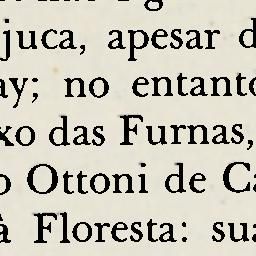 juca, apesar d
ay; no entanto
xo das Furnas,
o Ottoni de Ca
à Floresta: sua